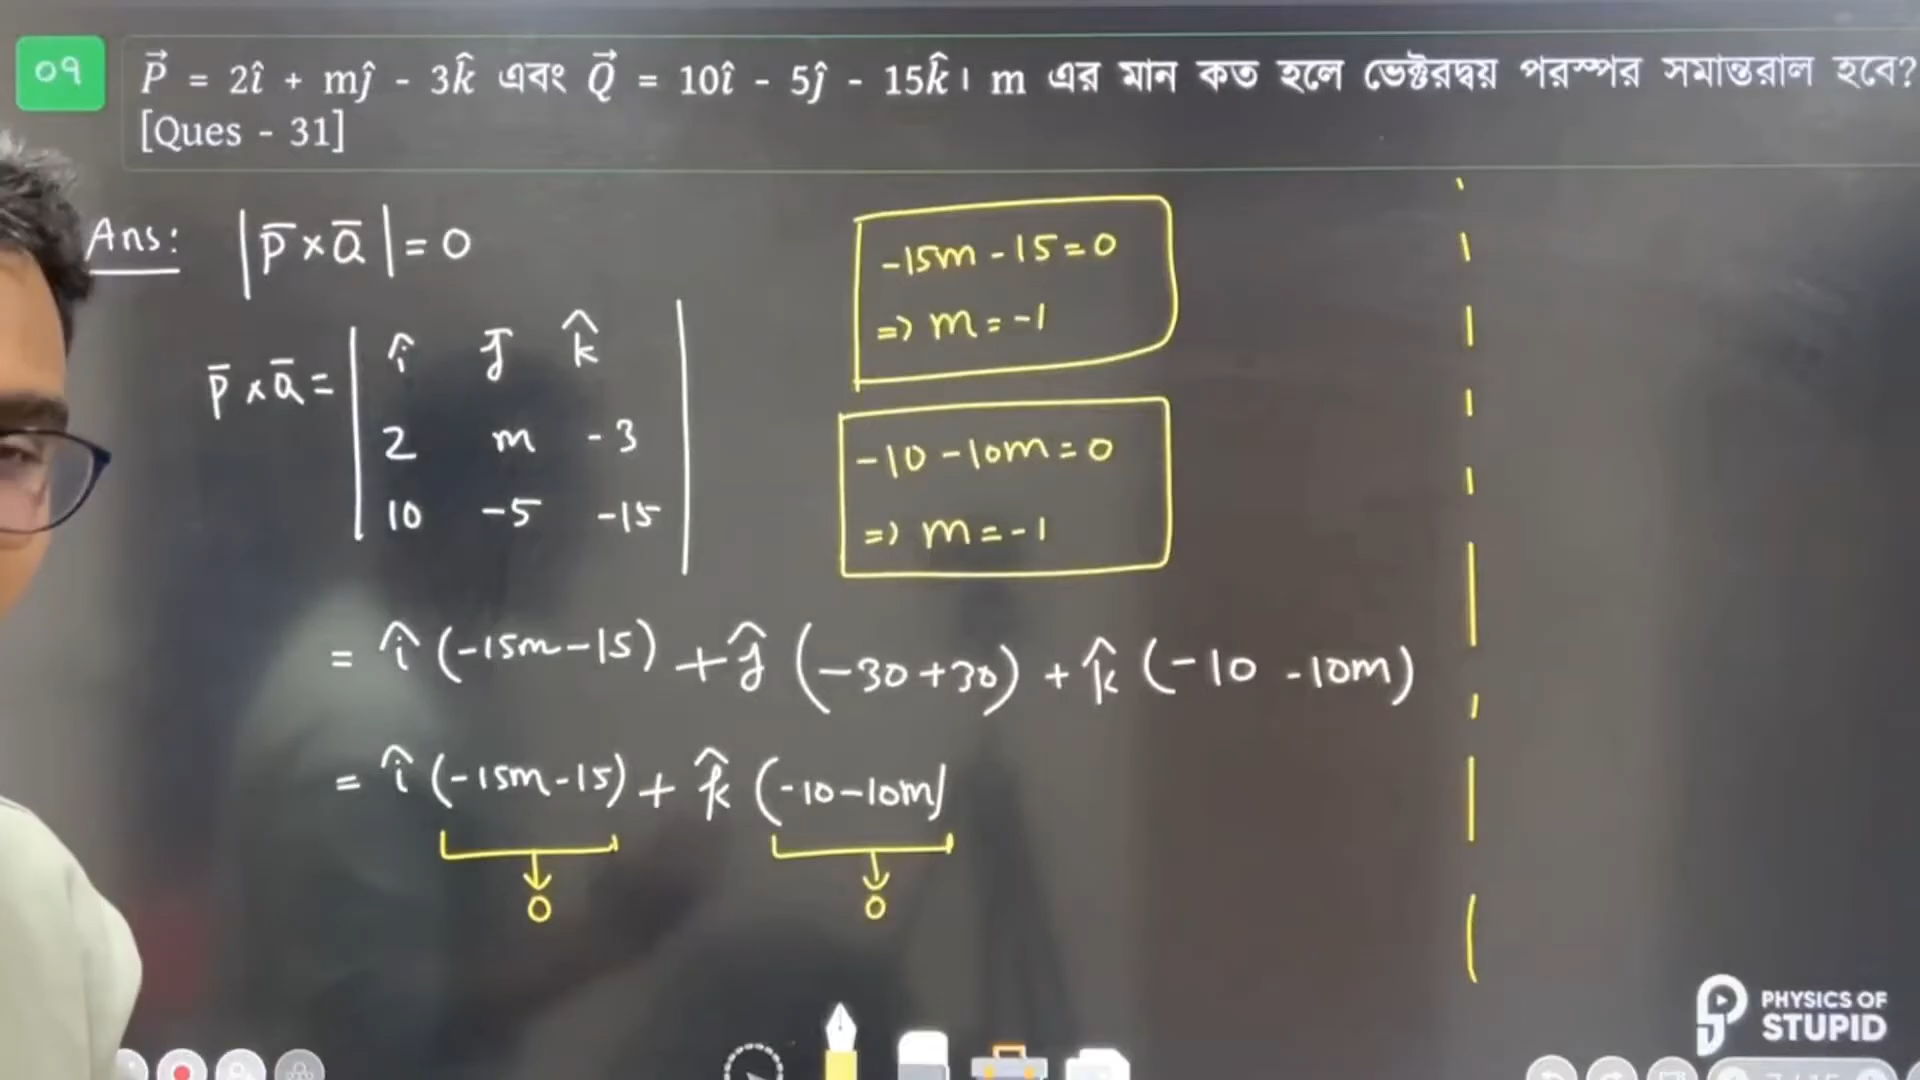 09
P⃗ = 2î + mĵ - 3k̂ এবং Q⃗ = 10î - 5ĵ - 15k̂। m এর মান কত হলে ভেক্টরদ্বয় পরস্পর সমান্তরাল হবে?
[Ques - 31]
Ans: |P̅ × Q̅| = 0
P̅ × Q̅ = | î ĵ k̂ |
2 m -3
10 -5 -15
= î (-15m - 15) + ĵ (-30 + 30) + k̂ (-10 - 10m)
= î (-15m - 15) + k̂ (-10 - 10m)
0 0
-15m - 15 = 0
=> m = -1
-10 - 10m = 0
=> m = -1
PHYSICS OF
STUPID